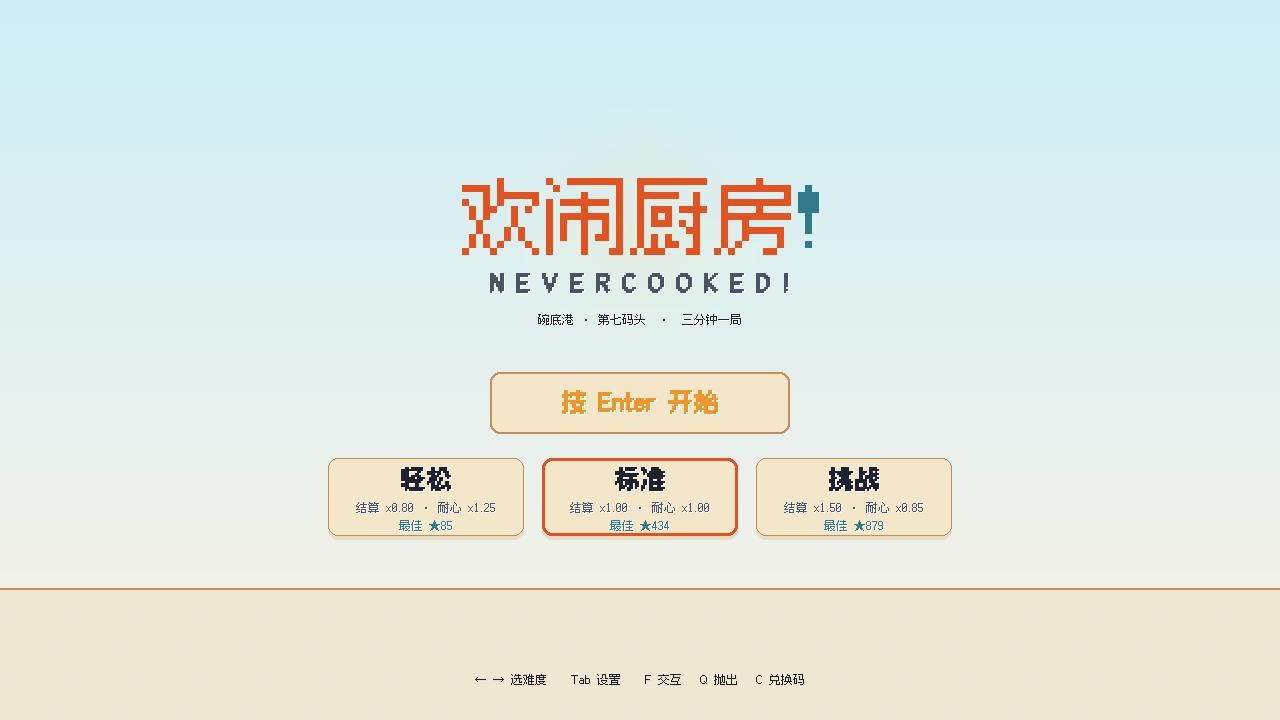 欢闹厨房!
NEVERCOOKED!
碗底港 · 第七码头 · 三分钟一局
按 Enter 开始
轻松
结算 x0.80 · 耐心 x1.25
最佳 ★85
标准
结算 x1.00 · 耐心 x1.00
最佳 ★434
挑战
结算 x1.50 · 耐心 x0.85
最佳 ★879
← → 选难度 Tab 设置 F 交互 Q 抛出 C 兑换码